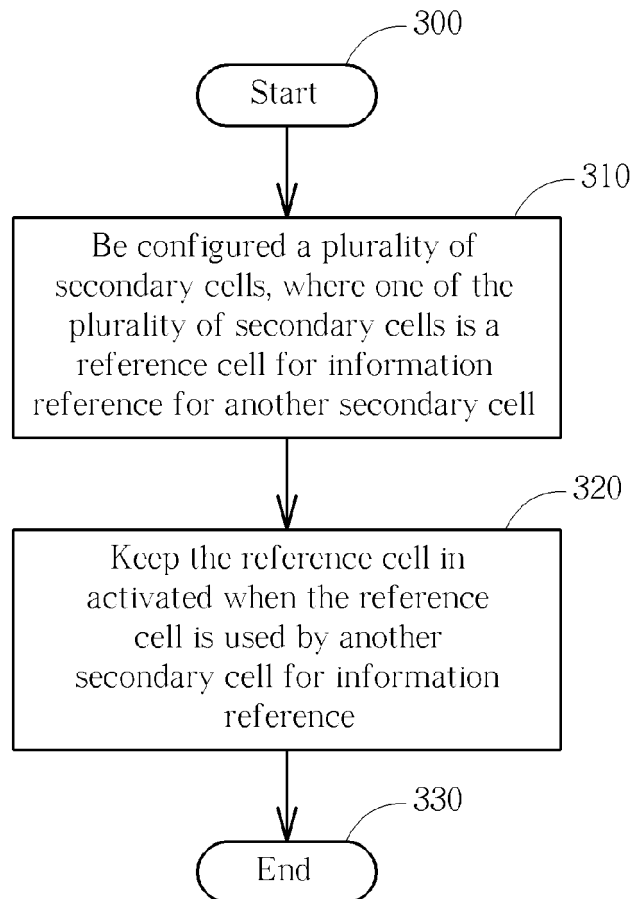 300
Start
310
Be configured a plurality of
secondary cells, where one of the
plurality of secondary cells is a
reference cell for information
reference for another secondary cell
320
Keep the reference cell in
activated when the reference
cell is used by another
secondary cell for information
reference
330
End